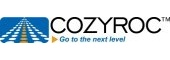 COZYROC™
Go to the next level